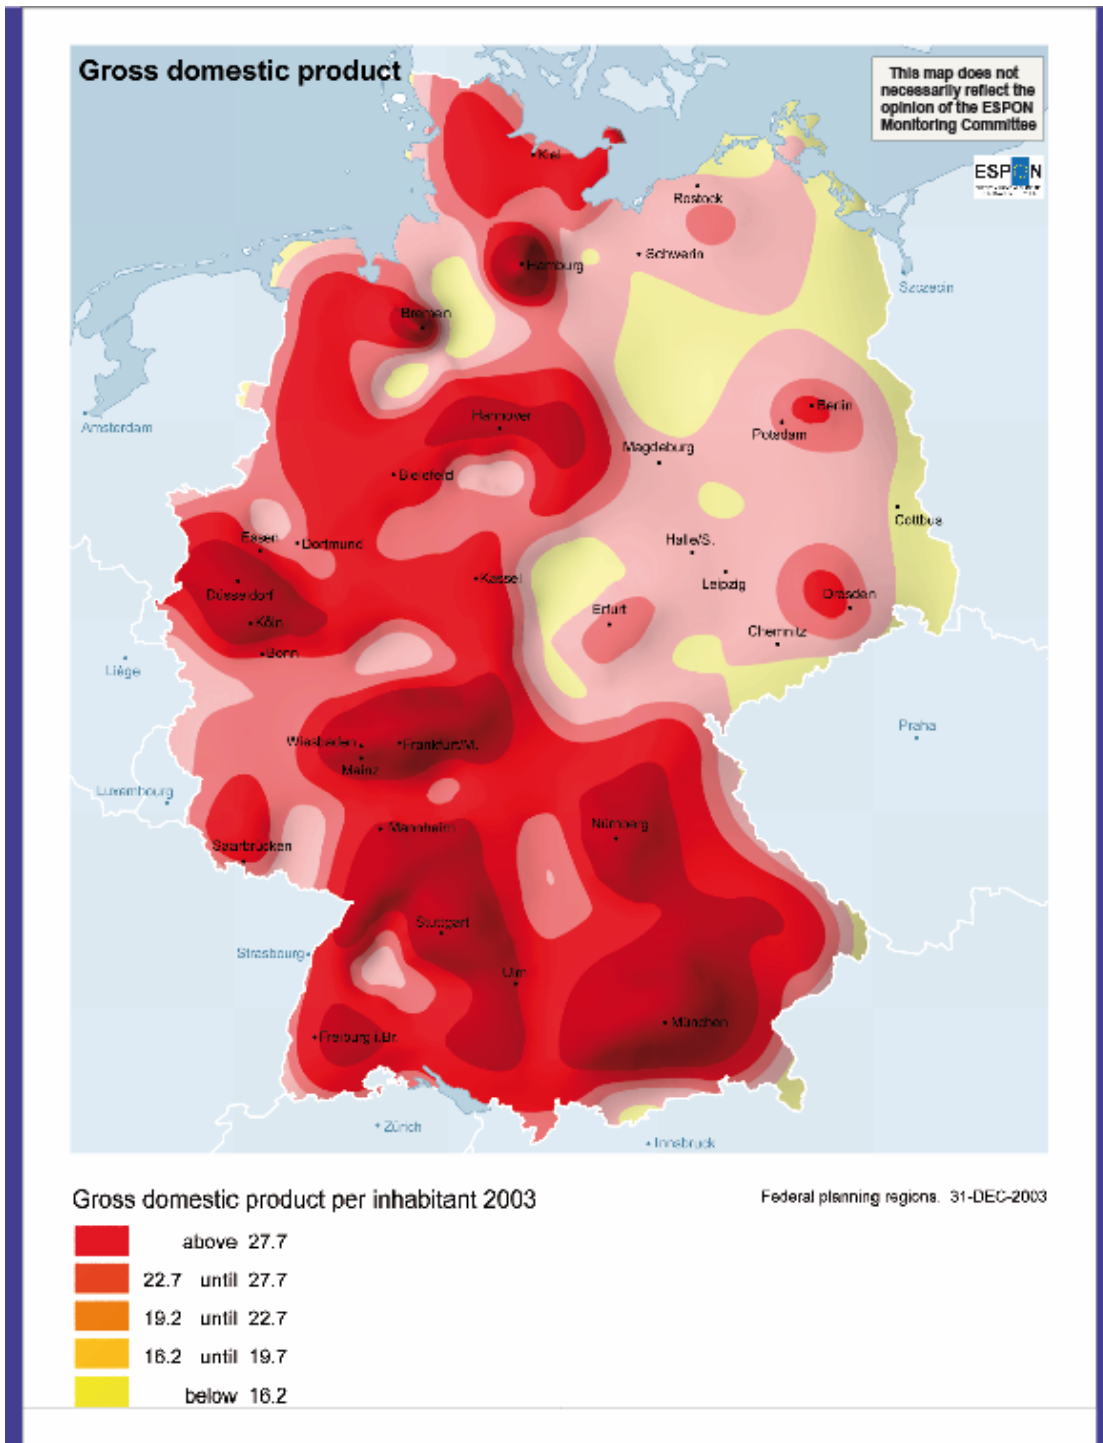 Gross domestic product
This map does not
necessarily reflect the
opinion of the ESPON
Monitoring Committee
ESPON
Kiel
Rostock
Hamburg
Schwerin
Szczecin
Bremen
Berlin
Hannover
Potsdam
Amsterdam
Magdeburg
Bielefeld
Cottbus
Essen
Dortmund
Halle/S.
Kassel
Leipzig
Düsseldorf
Dresden
Erfurt
Köln
Chemnitz
Bonn
Liège
Praha
Wiesbaden
Frankfurt/M.
Mainz
Luxembourg
Mannheim
Nürnberg
Saarbrücken
Stuttgart
Strasbourg
Ulm
München
Freiburg i.Br.
Zürich
Innsbruck
Gross domestic product per inhabitant 2003
Federal planning regions. 31-DEC-2003
above 27.7
22.7 until 27.7
19.2 until 22.7
16.2 until 19.7
below 16.2